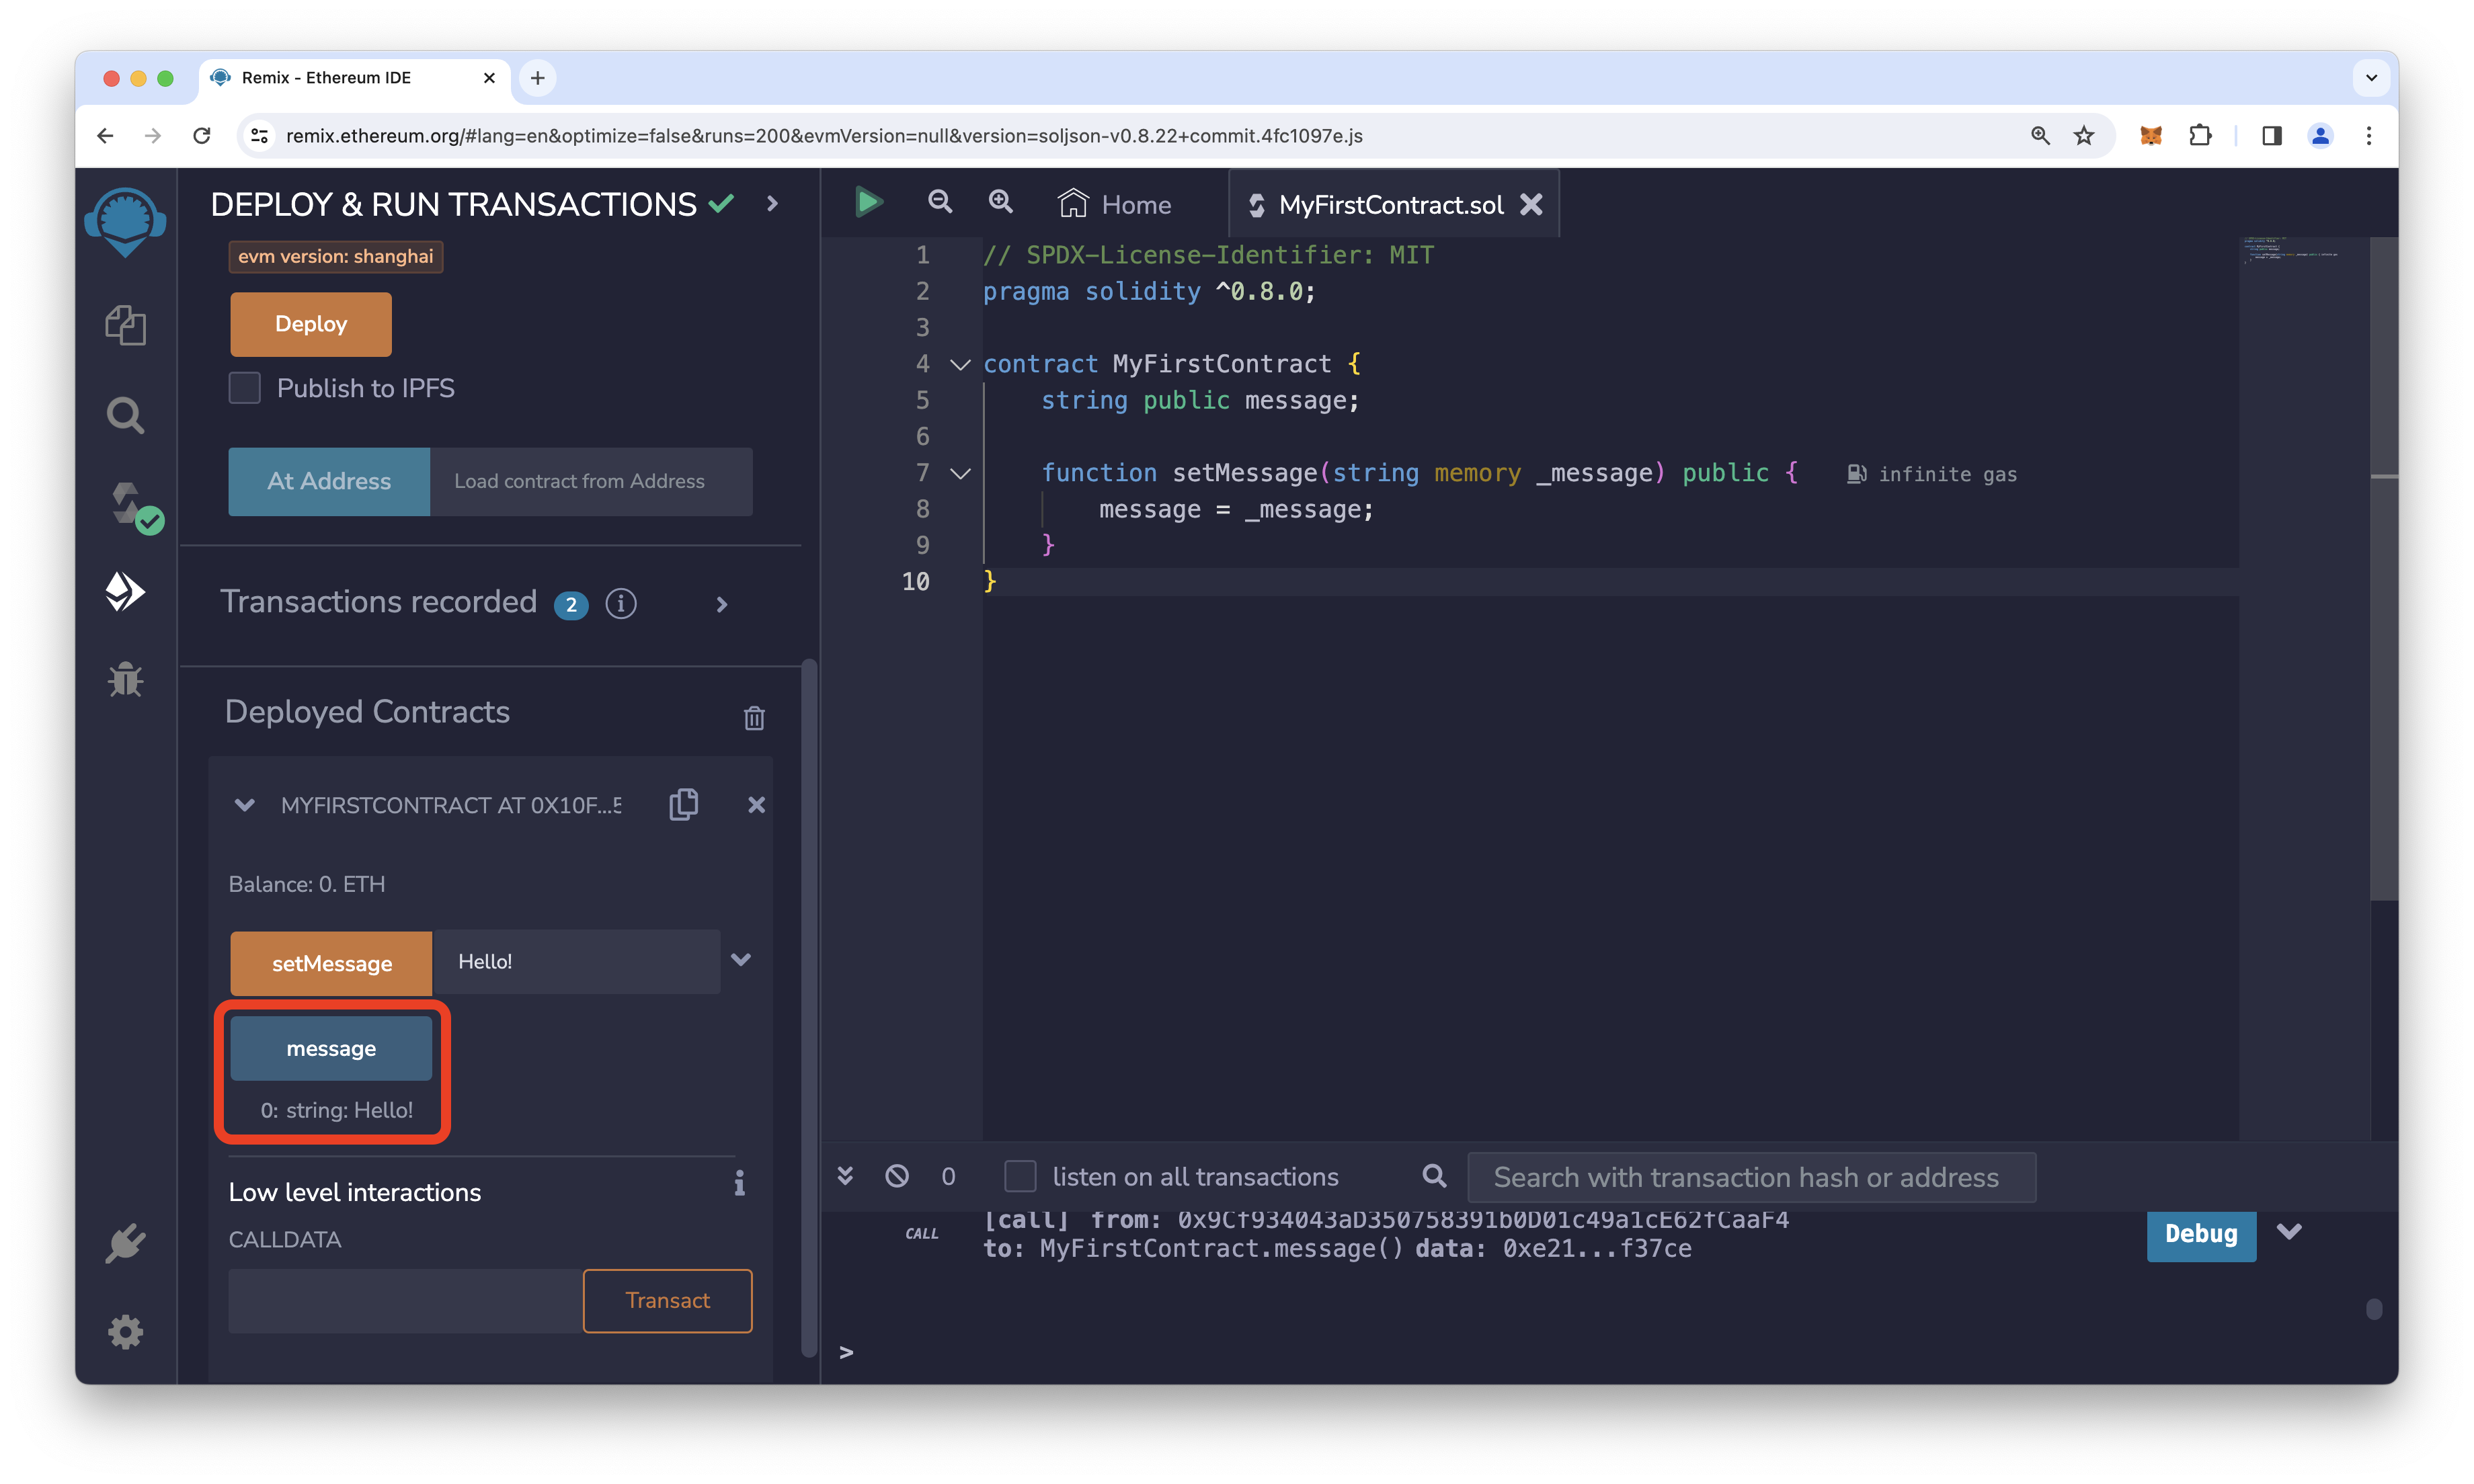 Remix - Ethereum IDE
remix.ethereum.org/#lang=en&optimize=false&runs=200&evmVersion=null&version=soljson-v0.8.22+commit.4fc1097e.js
DEPLOY & RUN TRANSACTIONS
evm version: shanghai
Deploy
Publish to IPFS
At Address
Load contract from Address
Transactions recorded 2
Deployed Contracts
MYFIRSTCONTRACT AT 0X10F...5
Balance: 0. ETH
setMessage
Hello!
message
0: string: Hello!
Low level interactions
CALLDATA
Transact
Home
MyFirstContract.sol
1 // SPDX-License-Identifier: MIT
2 pragma solidity ^0.8.0;
3
4 contract MyFirstContract {
5 string public message;
6
7 function setMessage(string memory _message) public { infinite gas
8 message = _message;
9 }
10 }
0
listen on all transactions
Search with transaction hash or address
CALL
[call] from: 0x9Cf934043aD350758391b0D01c49a1cE62fCaaF4
to: MyFirstContract.message() data: 0xe21...f37ce
Debug
>